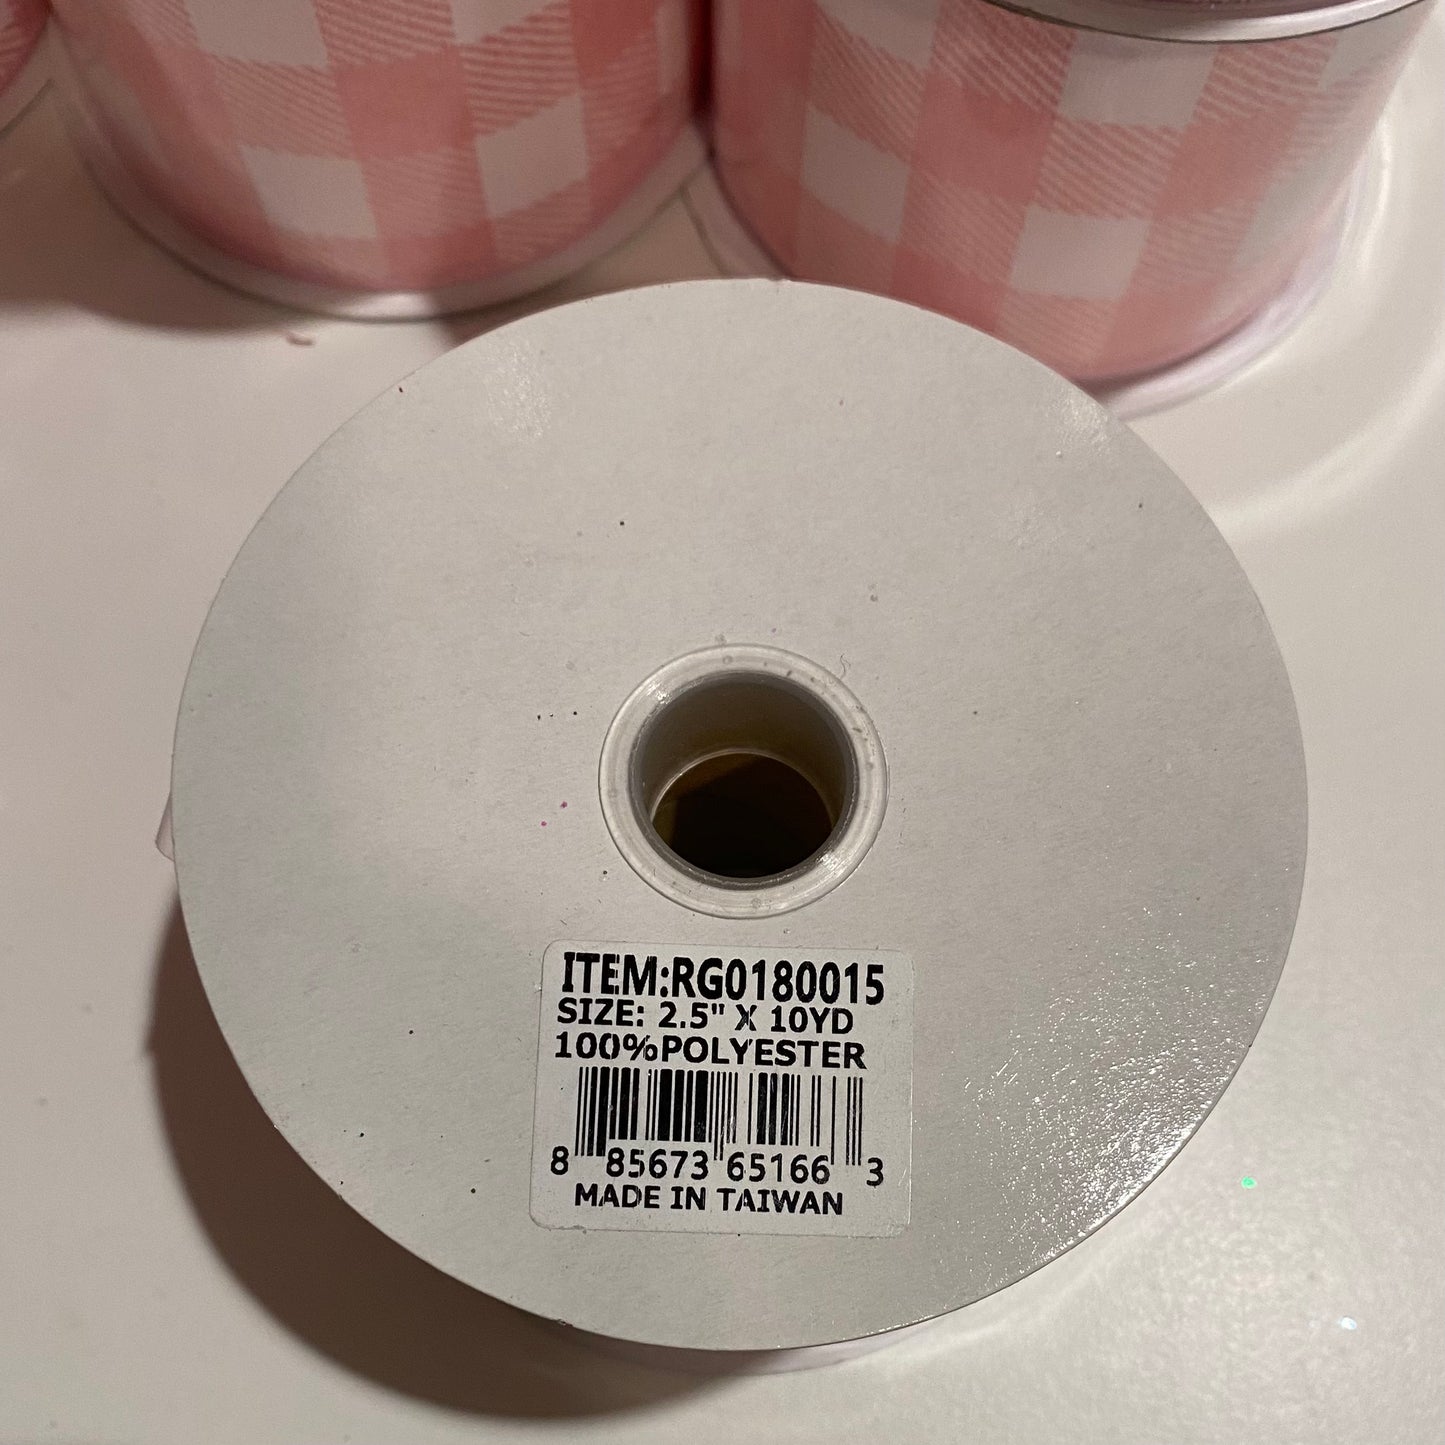 ITEM:RG0180015
SIZE: 2.5" X 10YD
100%POLYESTER
8 85673 65166 3
MADE IN TAIWAN